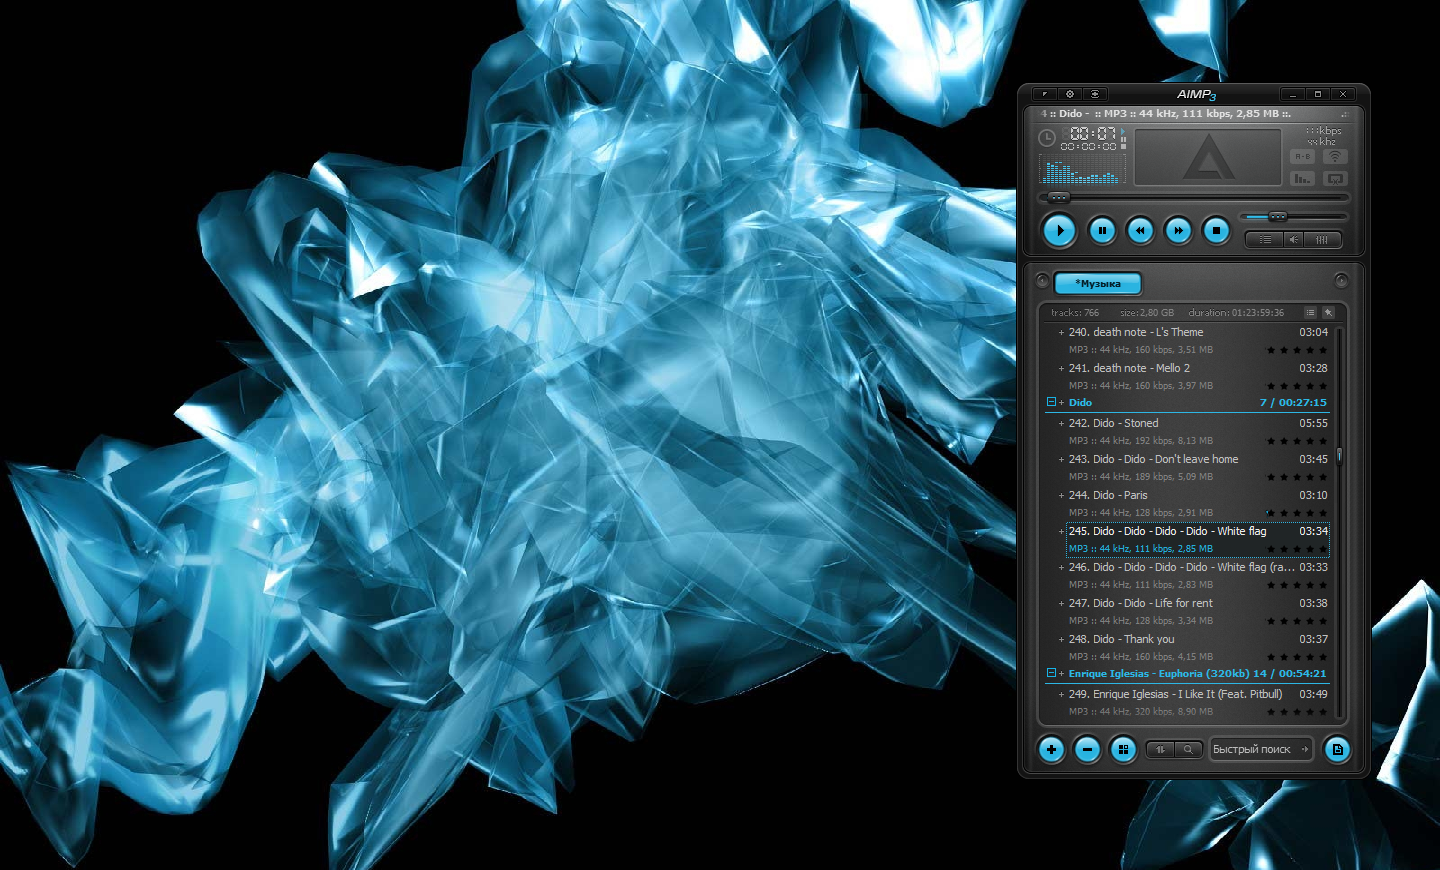 AIMP3
4 :: Dido - :: MP3 :: 44 kHz, 111 kbps, 2,85 MB ::.
00:07
00:00:00
kbps
khz
A-B
*Музыка
tracks: 766 size: 2,80 GB duration: 01:23:59:36
+ 240. death note - L's Theme 03:04
MP3 :: 44 kHz, 160 kbps, 3,51 MB
+ 241. death note - Mello 2 03:28
MP3 :: 44 kHz, 160 kbps, 3,97 MB
Dido 7 / 00:27:15
+ 242. Dido - Stoned 05:55
MP3 :: 44 kHz, 192 kbps, 8,13 MB
+ 243. Dido - Dido - Don't leave home 03:45
MP3 :: 44 kHz, 189 kbps, 5,09 MB
+ 244. Dido - Paris 03:10
MP3 :: 44 kHz, 128 kbps, 2,91 MB
+ 245. Dido - Dido - Dido - Dido - White flag 03:34
MP3 :: 44 kHz, 111 kbps, 2,85 MB
+ 246. Dido - Dido - Dido - Dido - White flag (ra... 03:33
MP3 :: 44 kHz, 111 kbps, 2,83 MB
+ 247. Dido - Dido - Life for rent 03:38
MP3 :: 44 kHz, 128 kbps, 3,34 MB
+ 248. Dido - Thank you 03:37
MP3 :: 44 kHz, 160 kbps, 4,15 MB
Enrique Iglesias - Euphoria (320kb) 14 / 00:54:21
+ 249. Enrique Iglesias - I Like It (Feat. Pitbull) 03:49
MP3 :: 44 kHz, 320 kbps, 8,90 MB
Быстрый поиск